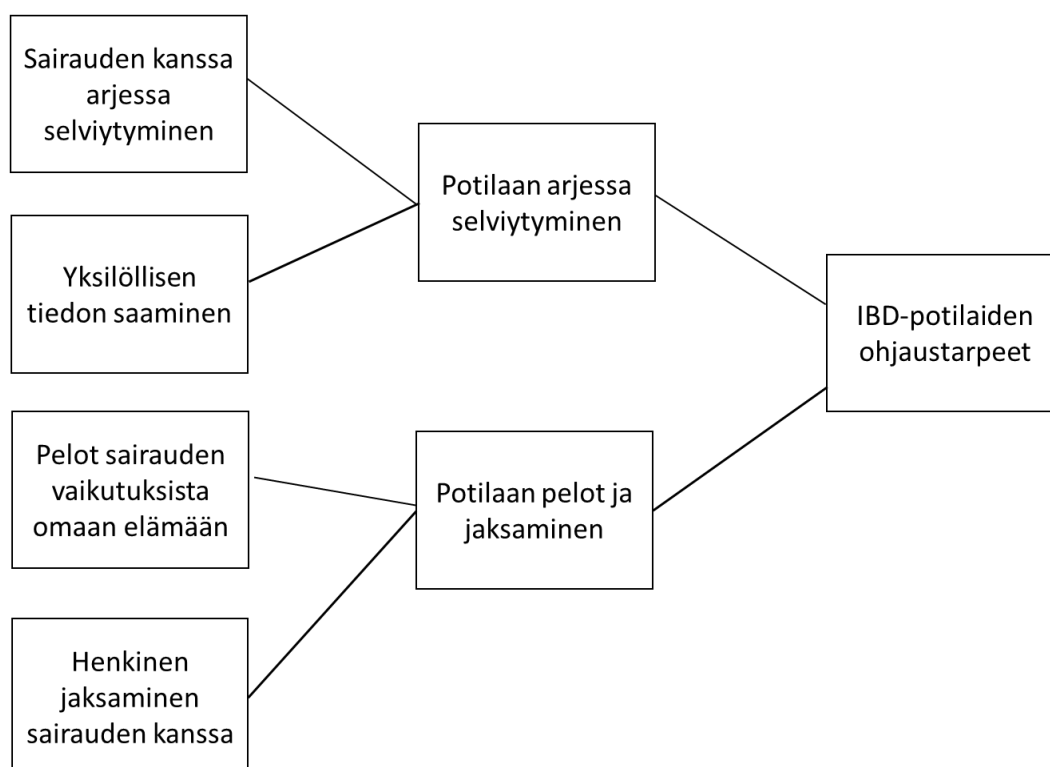 Sairauden kanssa
arjessa
selviytyminen
Yksilöllisen
tiedon saaminen
Pelot sairauden
vaikutuksista
omaan elämään
Henkinen
jaksaminen
sairauden kanssa
Potilaan arjessa
selviytyminen
Potilaan pelot ja
jaksaminen
IBD-potilaiden
ohjaustarpeet